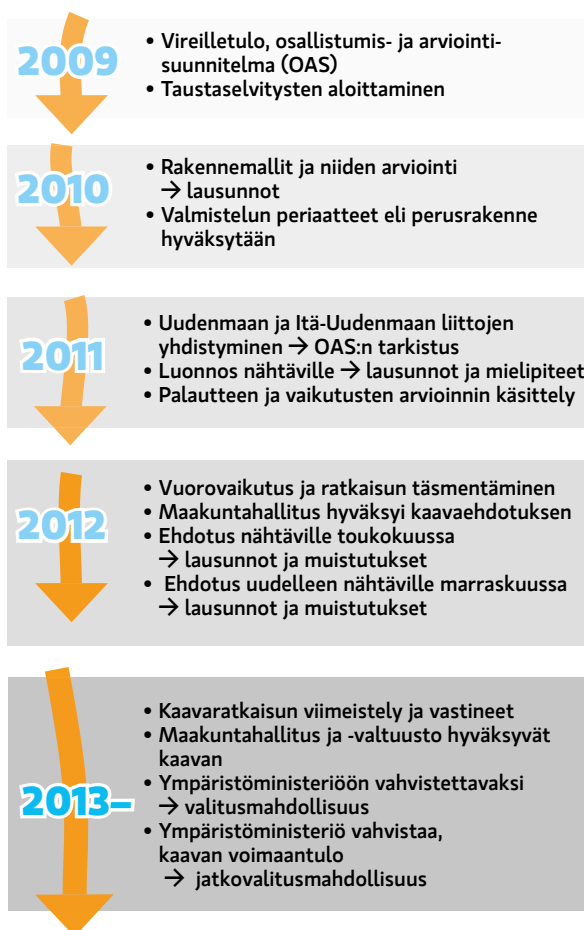 2009
• Vireilletulo, osallistumis- ja arviointi-
suunnitelma (OAS)
• Taustaselvitysten aloittaminen
2010
• Rakennemallit ja niiden arviointi
→ lausunnot
• Valmistelun periaatteet eli perusrakenne
hyväksytään
2011
• Uudenmaan ja Itä-Uudenmaan liittojen
yhdistyminen → OAS:n tarkistus
• Luonnos nähtäville → lausunnot ja mielipiteet
• Palautteen ja vaikutusten arvioinnin käsittely
2012
• Vuorovaikutus ja ratkaisun täsmentäminen
• Maakuntahallitus hyväksyi kaavaehdotuksen
• Ehdotus nähtäville toukokuussa
→ lausunnot ja muistutukset
• Ehdotus uudelleen nähtäville marraskuussa
→ lausunnot ja muistutukset
2013–
• Kaavaratkaisun viimeistely ja vastineet
• Maakuntahallitus ja -valtuusto hyväksyvät
kaavan
• Ympäristöministeriöön vahvistettavaksi
→ valitusmahdollisuus
• Ympäristöministeriö vahvistaa,
kaavan voimaantulo
→ jatkovalitusmahdollisuus